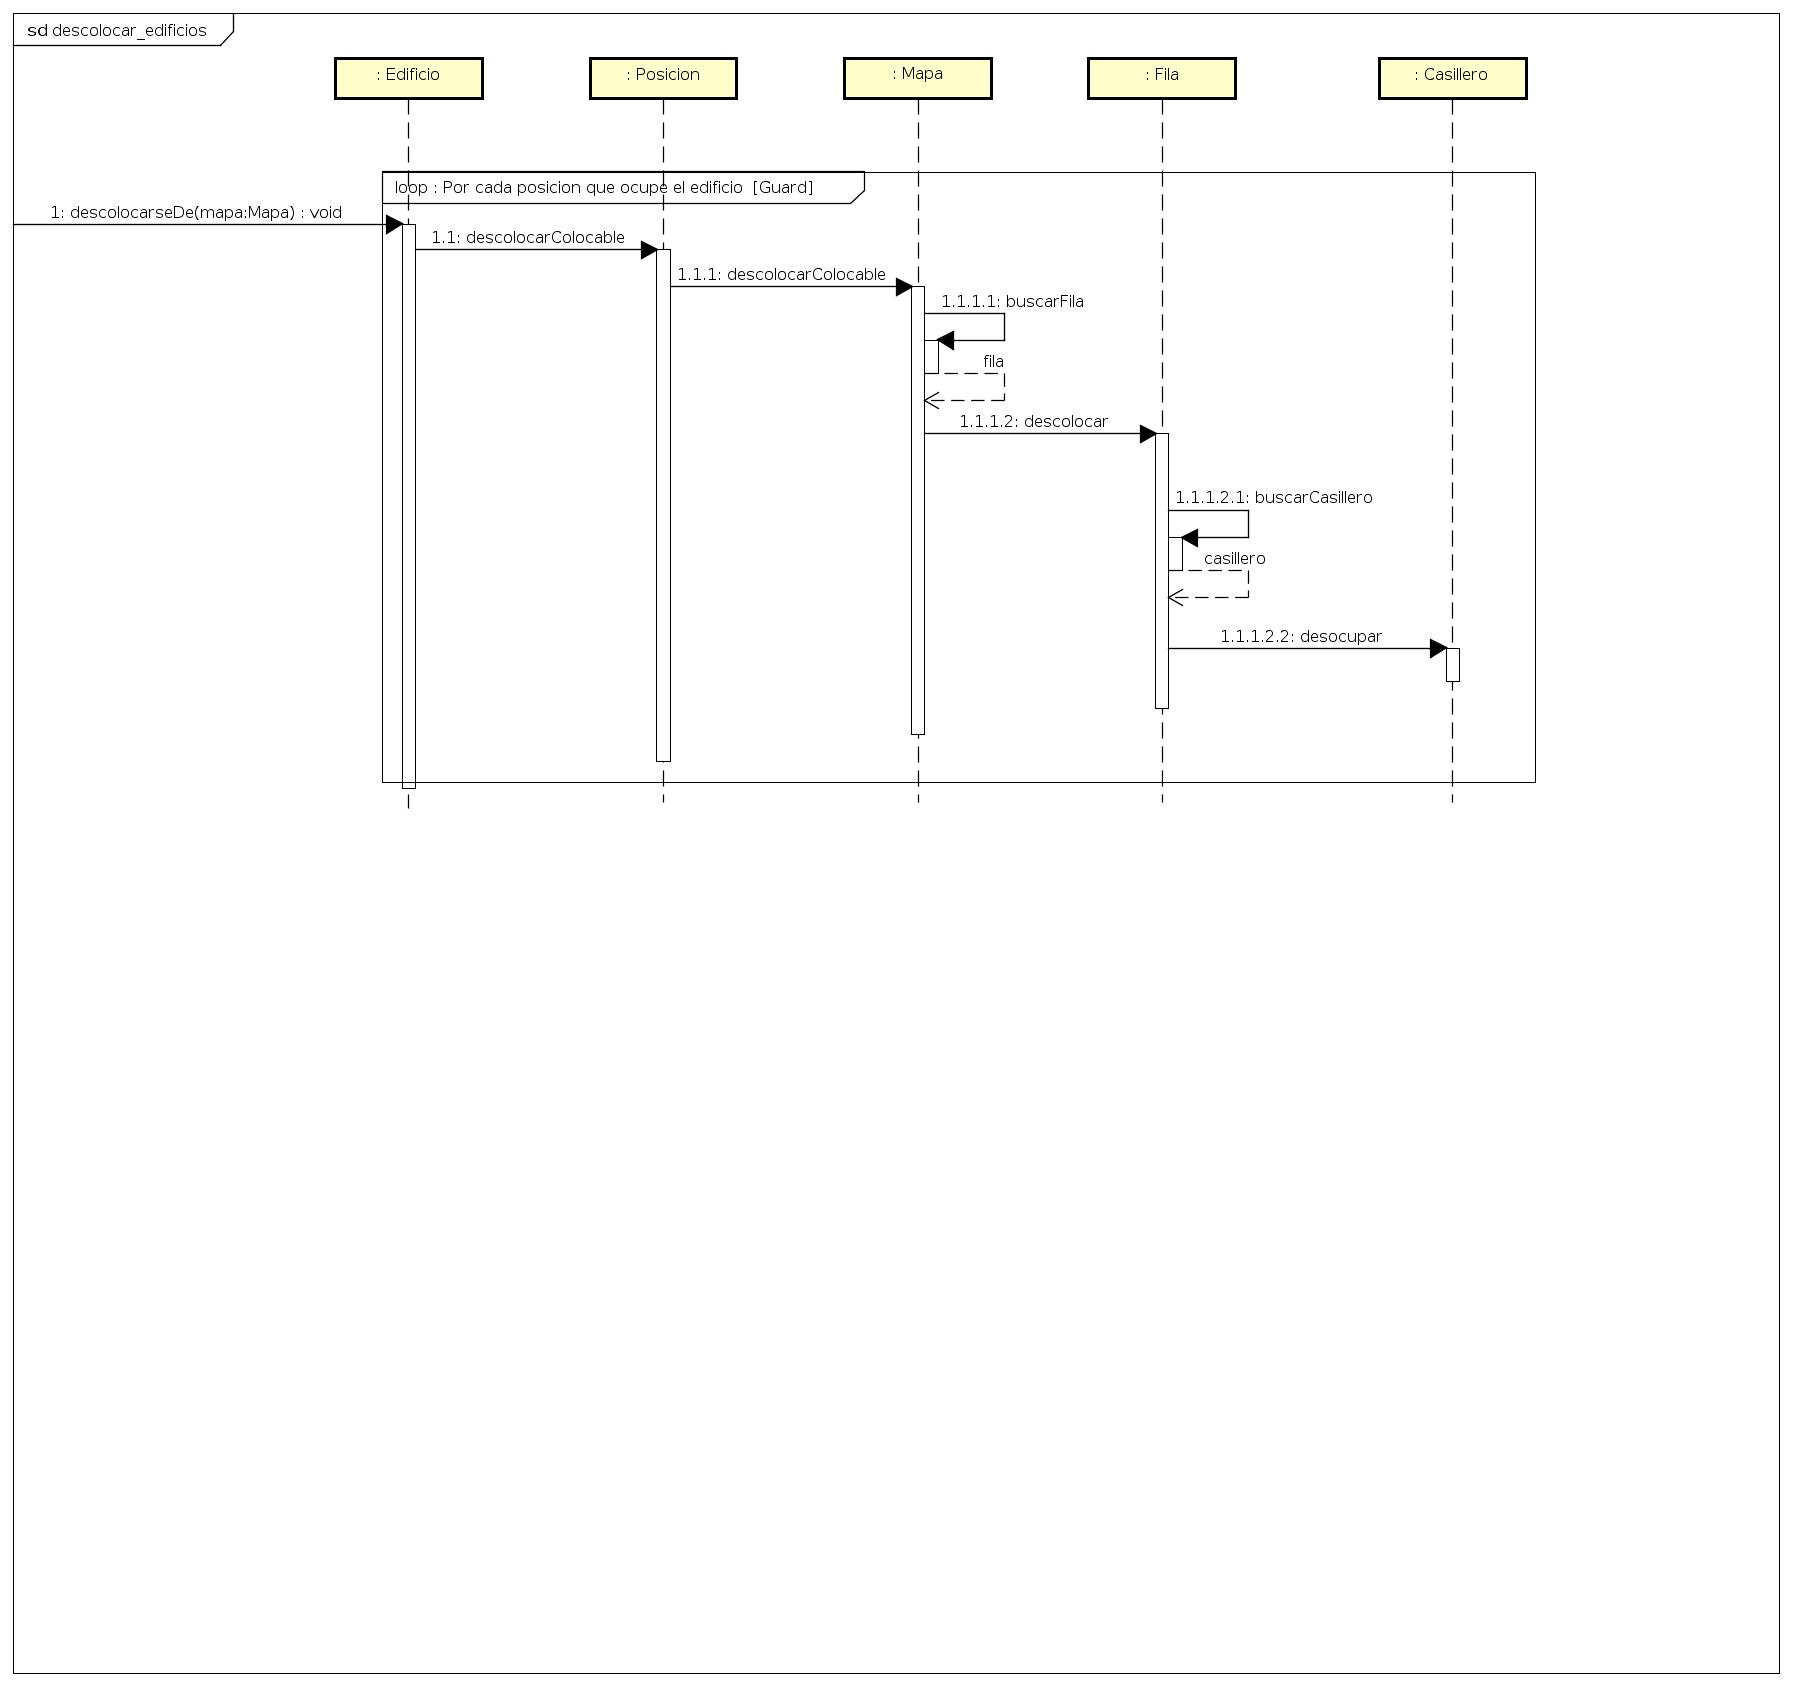 sd descolocar_edificios
: Edificio
: Posicion
: Mapa
: Fila
: Casillero
loop : Por cada posicion que ocupe el edificio [Guard]
1: descolocarseDe(mapa:Mapa) : void
1.1: descolocarColocable
1.1.1: descolocarColocable
1.1.1.1: buscarFila
fila
1.1.1.2: descolocar
1.1.1.2.1: buscarCasillero
casillero
1.1.1.2.2: desocupar